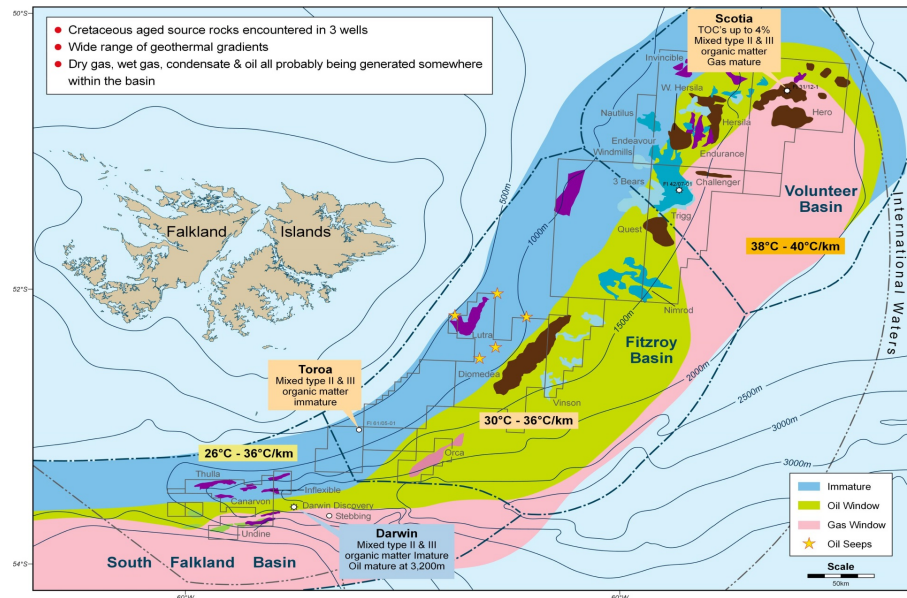 50°S
52°S
54°S
60°W
60°W
Cretaceous aged source rocks encountered in 3 wells
Wide range of geothermal gradients
Dry gas, wet gas, condensate & oil all probably being generated somewhere
within the basin
Scotia
TOC's up to 4%
Mixed type II & III
organic matter
Gas mature
Invincible
W. Hersila
Nautilus
Hersila
Hero
Endeavour
Windmills
Endurance
3 Bears
Challenger
Trigg
Quest
Volunteer
Basin
38°C - 40°C/km
International Waters
Falkland Islands
500m
1000m
1500m
2000m
2500m
3000m
3000m
Nimrod
Fitzroy
Basin
Lutra
Diomedea
Vinson
30°C - 36°C/km
Toroa
Mixed type II & III
organic matter
immature
26°C - 36°C/km
Orca
Thulla
Canarvon
Inflexible
Darwin Discovery
Stebbing
Undine
Darwin
Mixed type II & III
organic matter Imature
Oil mature at 3,200m
South Falkland Basin
Immature
Oil Window
Gas Window
Oil Seeps
Scale
50km